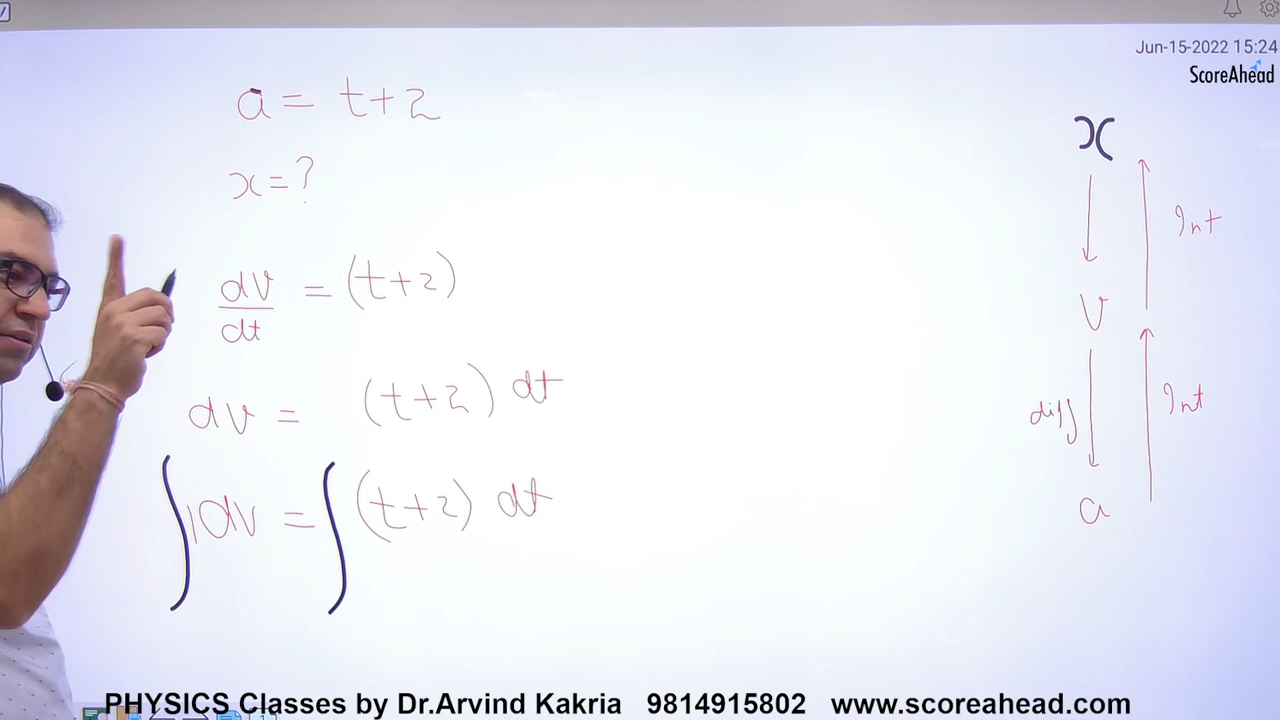 Jun-15-2022 15:24
ScoreAhead
a = t+2
x = ?
dv/dt = (t+2)
dv = (t+2) dt
∫1dv = ∫(t+2) dt
x
Int
v
diff
Int
a
PHYSICS Classes by Dr.Arvind Kakria 9814915802 www.scoreahead.com